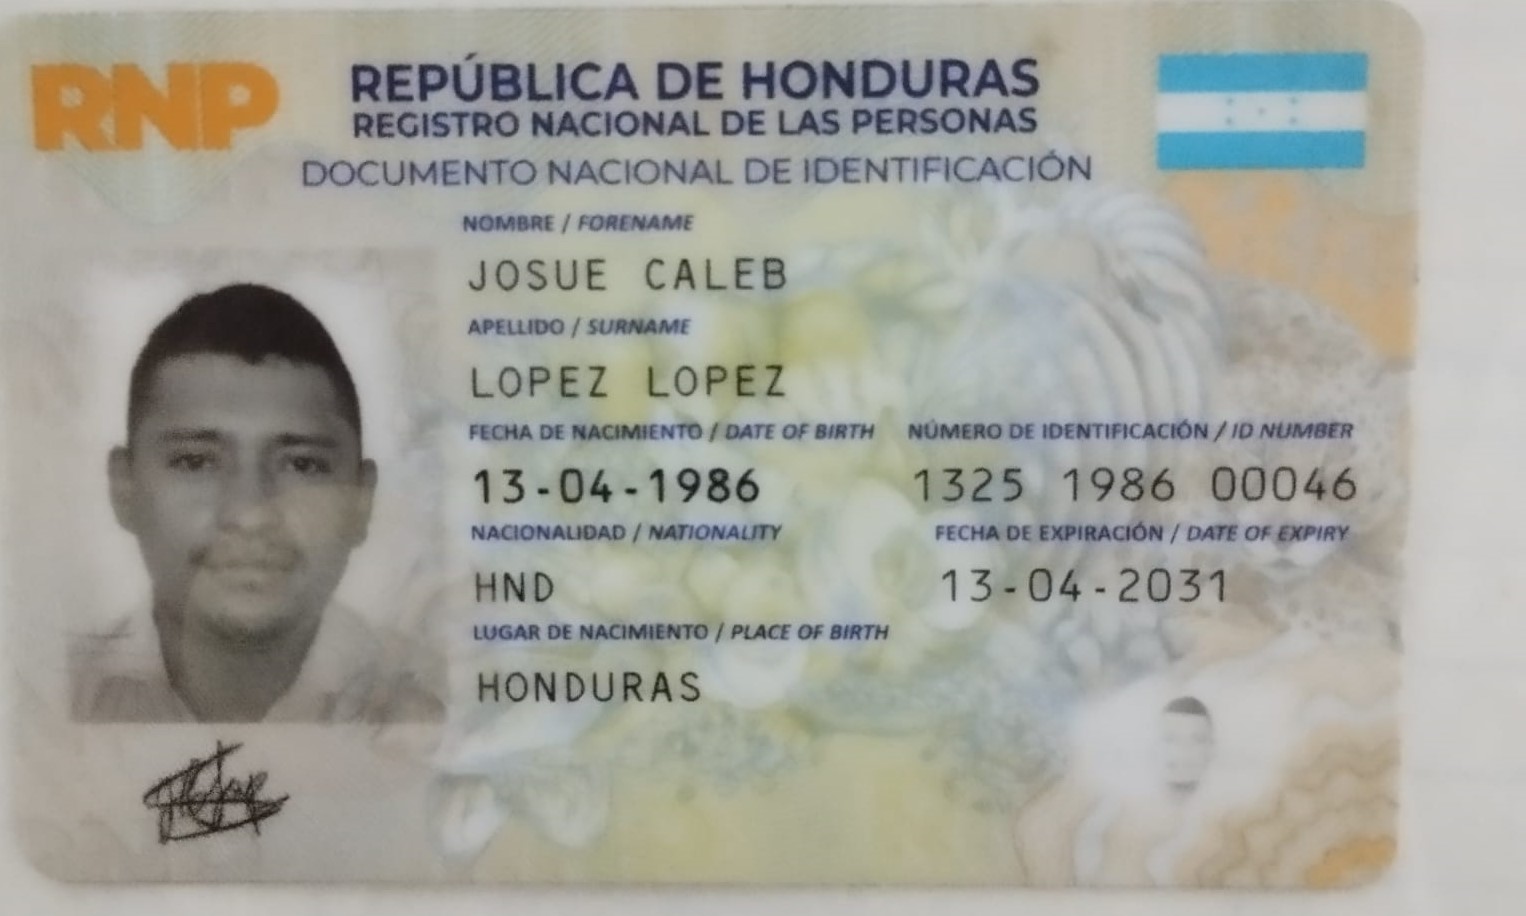 RNP
REPÚBLICA DE HONDURAS
REGISTRO NACIONAL DE LAS PERSONAS
DOCUMENTO NACIONAL DE IDENTIFICACIÓN
NOMBRE / FORENAME
JOSUE CALEB
APELLIDO / SURNAME
LOPEZ LOPEZ
FECHA DE NACIMIENTO / DATE OF BIRTH NÚMERO DE IDENTIFICACIÓN / ID NUMBER
13-04-1986 1325 1986 00046
NACIONALIDAD / NATIONALITY FECHA DE EXPIRACIÓN / DATE OF EXPIRY
HND 13-04-2031
LUGAR DE NACIMIENTO / PLACE OF BIRTH
HONDURAS